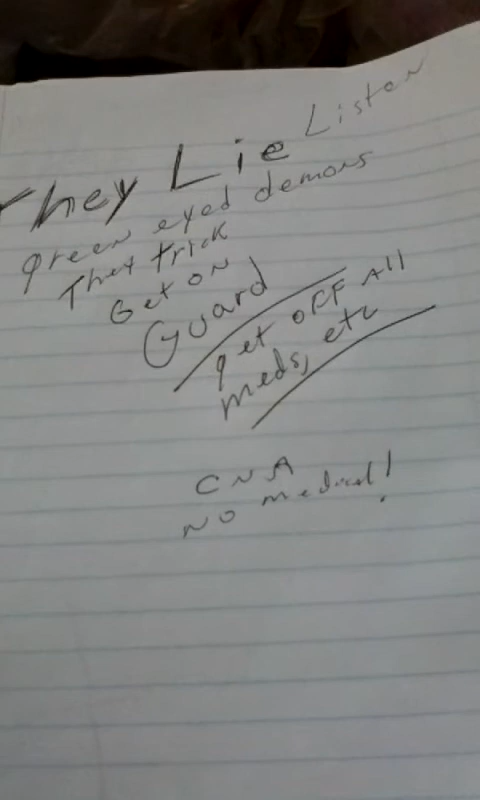 They Lie Listen
green eyed demons
They trick
Get on
Guard
get off All
meds, etc
CNA
No medical!